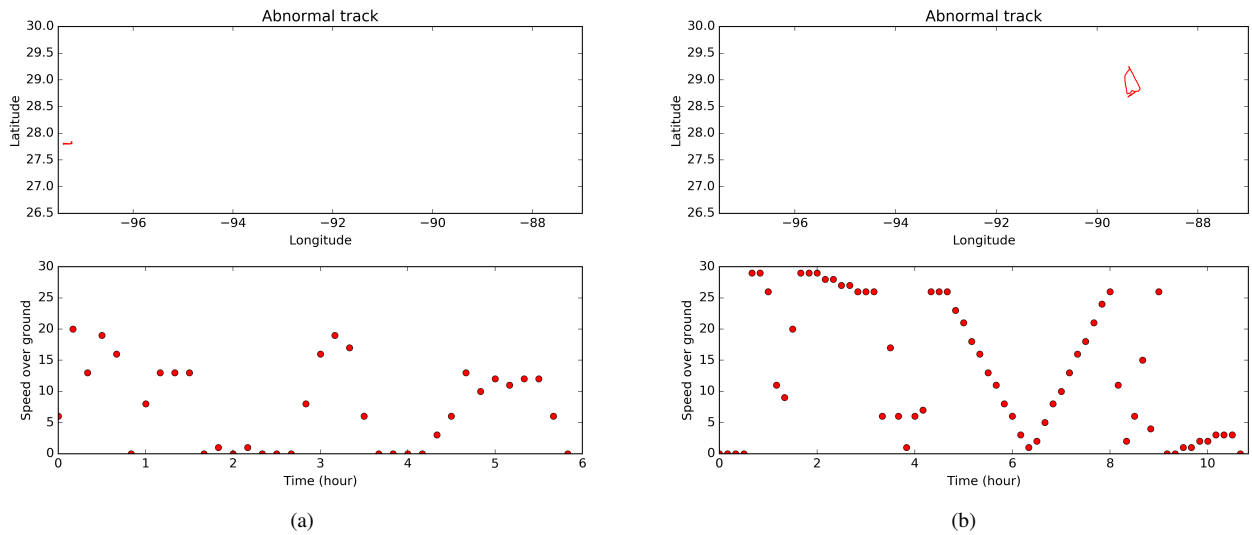 Abnormal track
30.0
29.5
29.0
28.5
28.0
27.5
27.0
26.5
Latitude
−96 −94 −92 −90 −88
Longitude
30
25
20
15
10
5
0
Speed over ground
0 1 2 3 4 5 6
Time (hour)
(a)
Abnormal track
30.0
29.5
29.0
28.5
28.0
27.5
27.0
26.5
Latitude
−96 −94 −92 −90 −88
Longitude
30
25
20
15
10
5
0
Speed over ground
0 2 4 6 8 10
Time (hour)
(b)